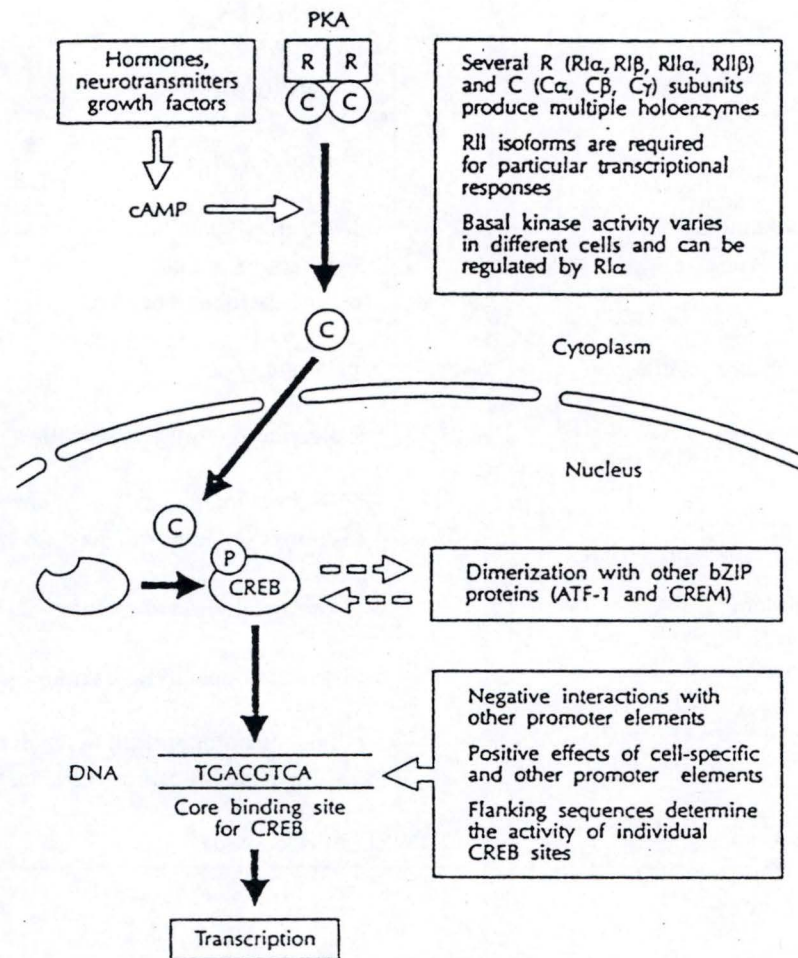 PKA
Hormones,
neurotransmitters
growth factors
R R
C C
cAMP
Several R (RIα, RIβ, RIIα, RIIβ)
and C (Cα, Cβ, Cγ) subunits
produce multiple holoenzymes
RII isoforms are required
for particular transcriptional
responses
Basal kinase activity varies
in different cells and can be
regulated by RIα
C
Cytoplasm
Nucleus
C
P
CREB
Dimerization with other bZIP
proteins (ATF-1 and CREM)
Negative interactions with
other promoter elements
Positive effects of cell-specific
and other promoter elements
Flanking sequences determine
the activity of individual
CREB sites
DNA
TGACGTCA
Core binding site
for CREB
Transcription